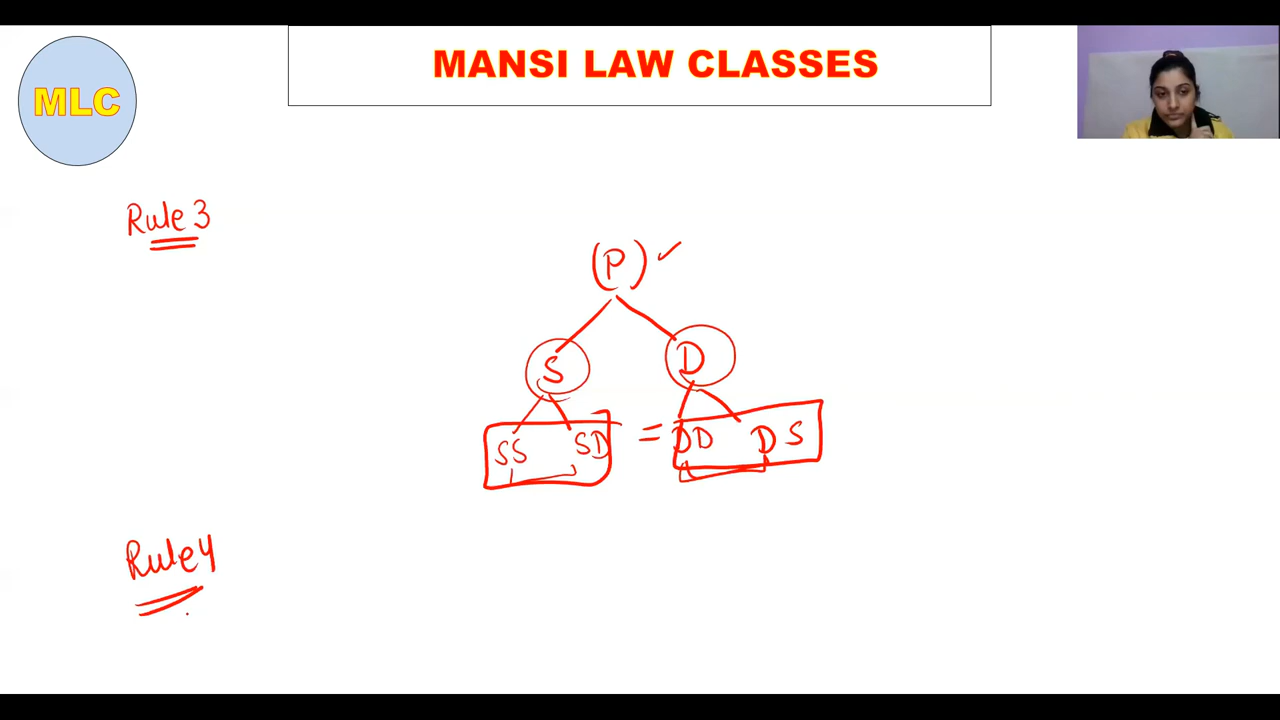 MANSI LAW CLASSES
MLC
Rule 3
(P)
S D
SS SD = DD DS
Rule 4